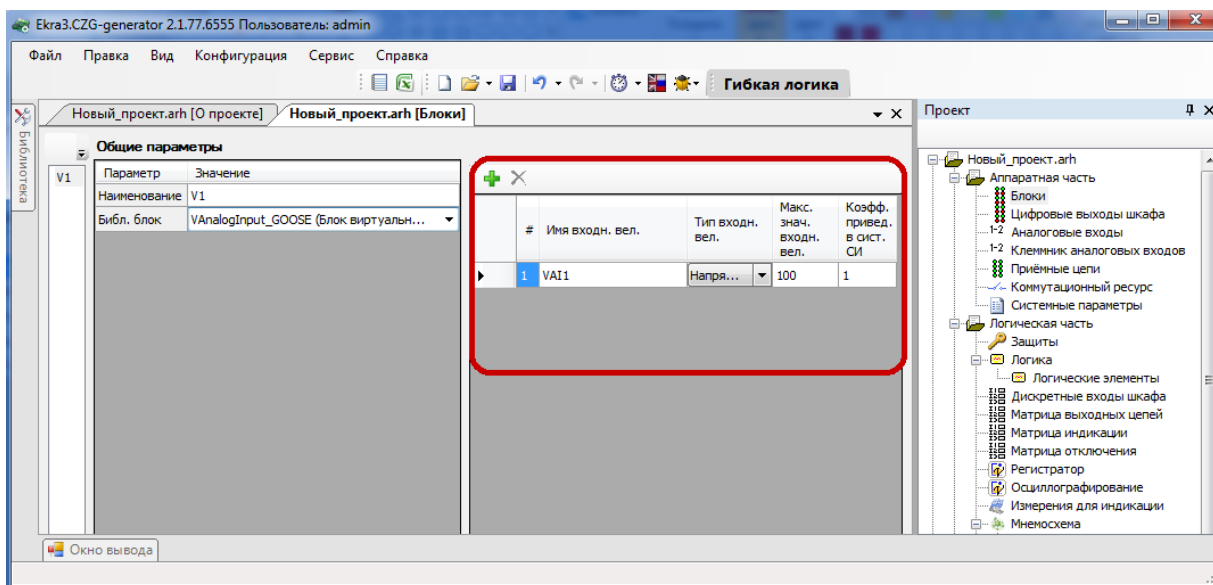 Ekra3.CZG-generator 2.1.77.6555 Пользователь: admin
Файл Правка Вид Конфигурация Сервис Справка
Гибкая логика
Библиотека
Новый_проект.arh [О проекте] Новый_проект.arh [Блоки]
V1
Общие параметры
Параметр Значение
Наименование V1
Библ. блок VAnalogInput_GOOSE (Блок виртуальн...
# Имя входн. вел. Тип входн. вел. Макс. знач. входн. вел. Коэфф. привед. в сист. СИ
1 VAI1 Напря... 100 1
Проект
Новый_проект.arh
Аппаратная часть
Блоки
Цифровые выходы шкафа
1-2 Аналоговые входы
1-2 Клеммник аналоговых входов
Приёмные цепи
Коммутационный ресурс
Системные параметры
Логическая часть
Защиты
Логика
Логические элементы
Дискретные входы шкафа
Матрица выходных цепей
Матрица индикации
Матрица отключения
Регистратор
Осциллографирование
Измерения для индикации
Мнемосхема
Окно вывода